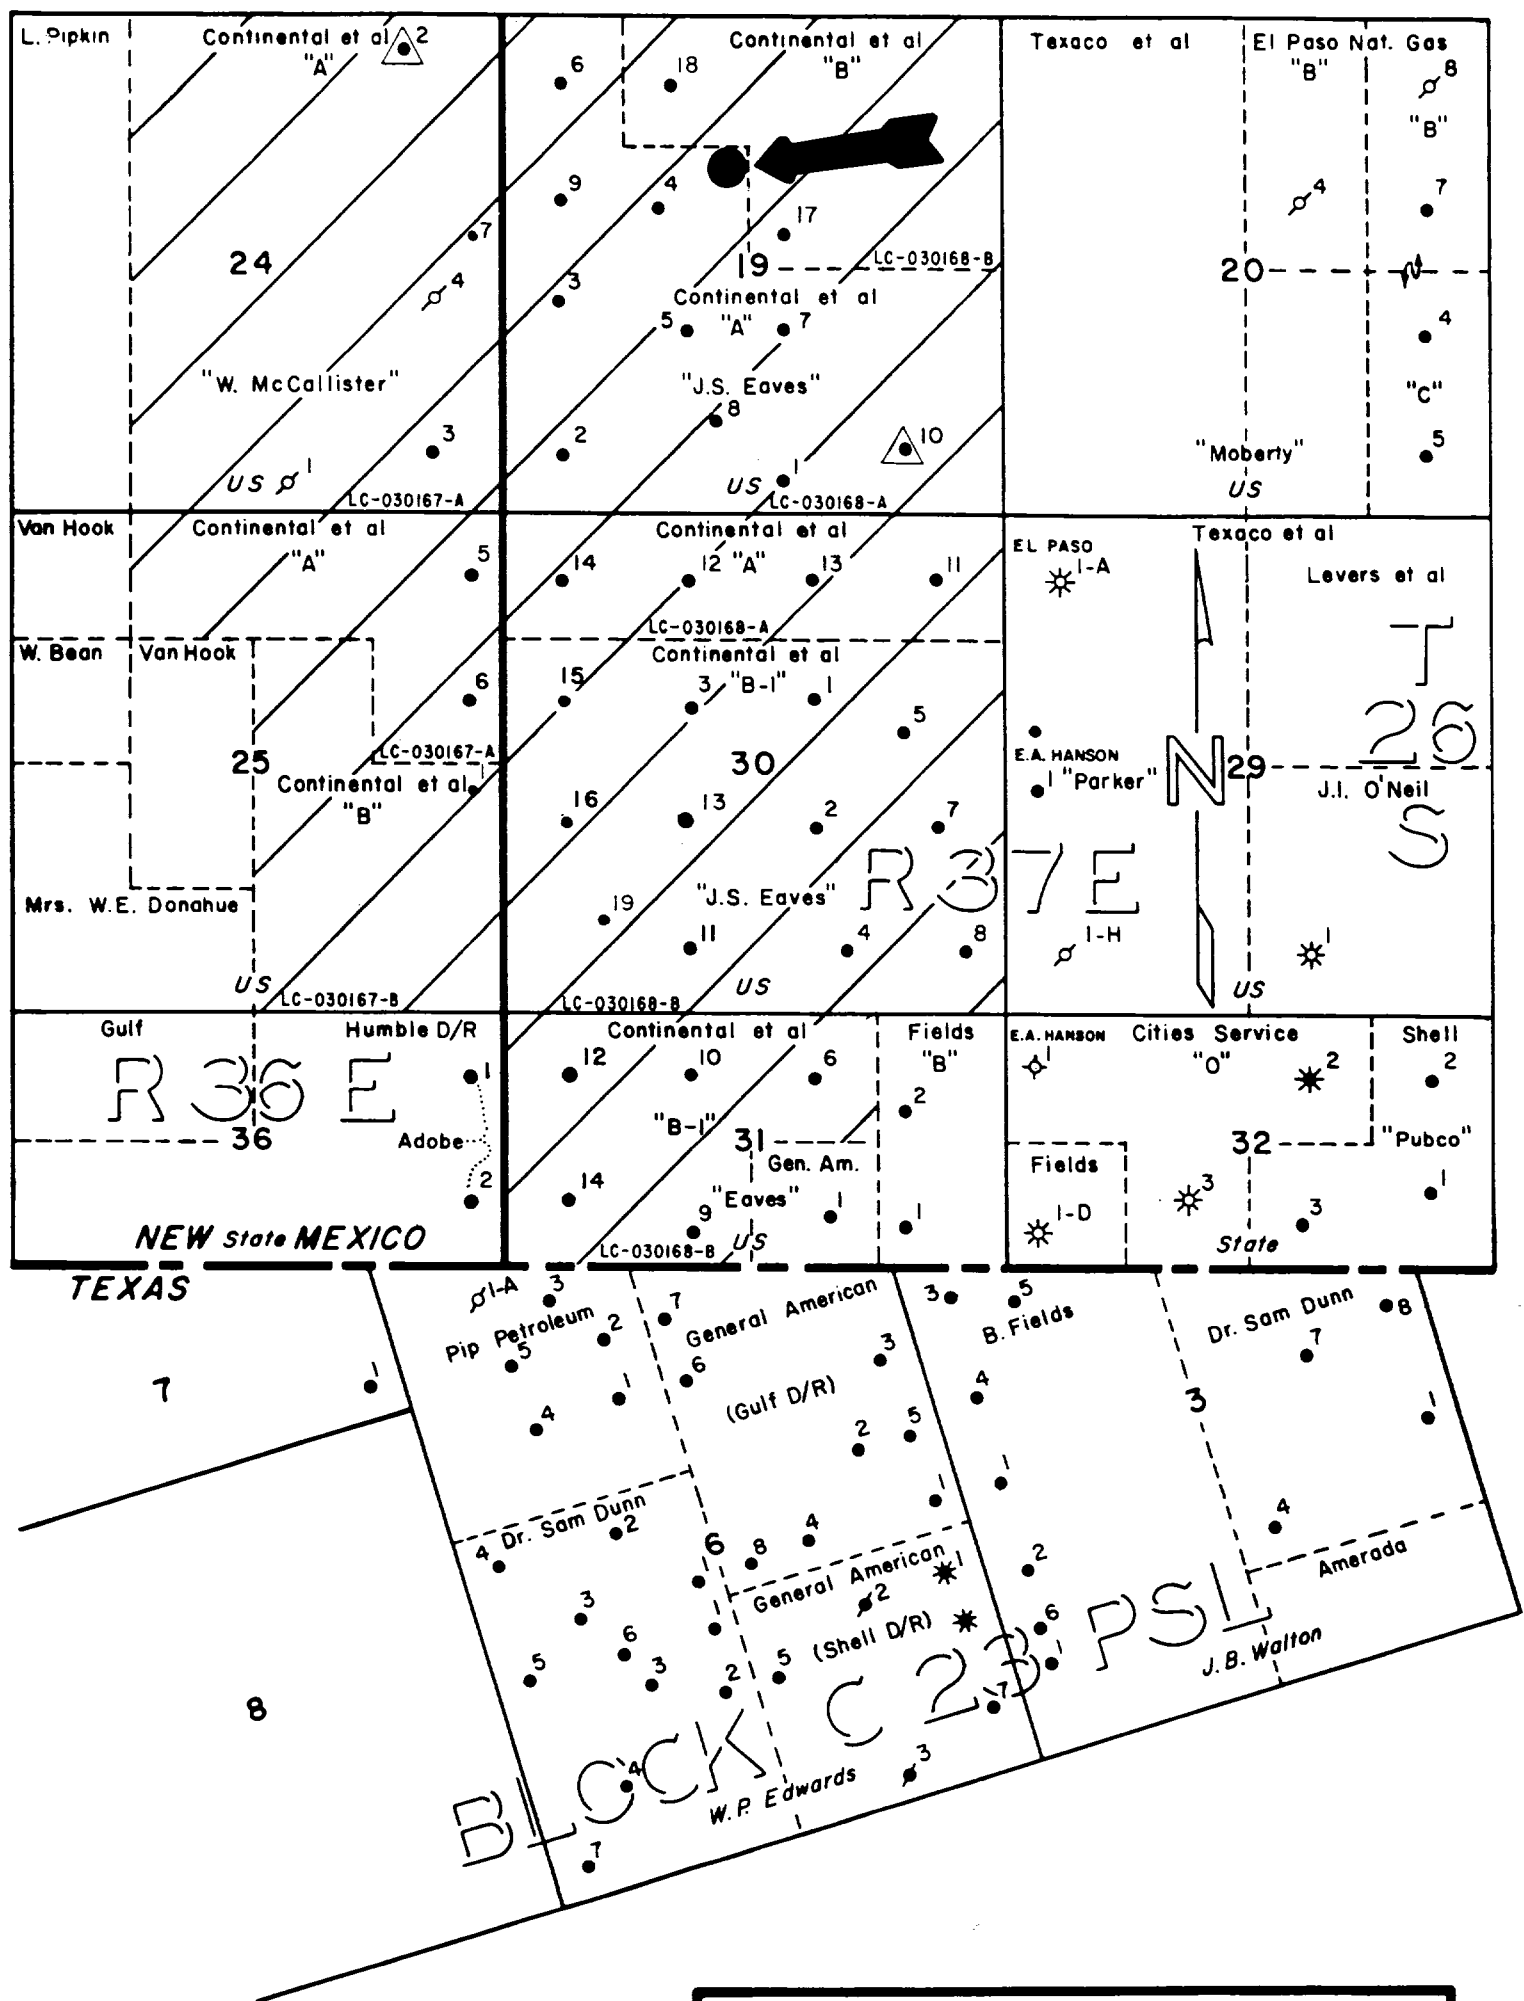 L. Pipkin
Continental et al
"A"
2
24
7
4
"W. McCallister"
3
1
US
LC-030167-A
Continental et al
"B"
6
18
9
4
17
LC-030168-B
19
3
Continental et al
"A"
5
7
"J.S. Eaves"
8
2
10
1
US
LC-030168-A
Texaco et al
El Paso Nat. Gas
"B"
8
"B"
4
7
20
4
"C"
"Moberty"
5
US
Van Hook
Continental et al
"A"
5
W. Bean
Van Hook
6
LC-030167-A
25
Continental et al
"B"
1
Mrs. W.E. Donahue
US
LC-030167-B
Continental et al
"A"
14
12
13
11
LC-030168-A
Continental et al
"B-1"
15
3
1
5
30
16
13
2
7
"J.S. Eaves"
19
11
4
8
US
LC-030168-B
R 37 E
EL PASO
1-A
Texaco et al
Levers et al
T
26
S
E.A. HANSON
1 "Parker"
N
29
J.I. O'Neil
1-H
1
US
Gulf
Humble D/R
R 36 E
1
36
Adobe
2
NEW State MEXICO
Continental et al
12
10
6
"B-1"
31
Gen. Am.
14
"Eaves"
9
1
US
LC-030168-B
Fields
"B"
2
1
E.A. HANSON
1
Cities Service
"O"
2
Shell
2
32
"Pubco"
Fields
1-D
3
3
1
State
TEXAS
7
1
8
1-A
3
Pip Petroleum
2
5
1
4
7
General American
6
3
(Gulf D/R)
2
5
1
Dr. Sam Dunn
4
2
6
8
4
General American
1
2
(Shell D/R)
3
6
1
5
3
2
5
4
7
W.P. Edwards
3
3
5
B. Fields
4
1
2
6
1
7
Dr. Sam Dunn
8
7
3
1
4
Amerada
J.B. Walton
BLOCK C 23 PSL